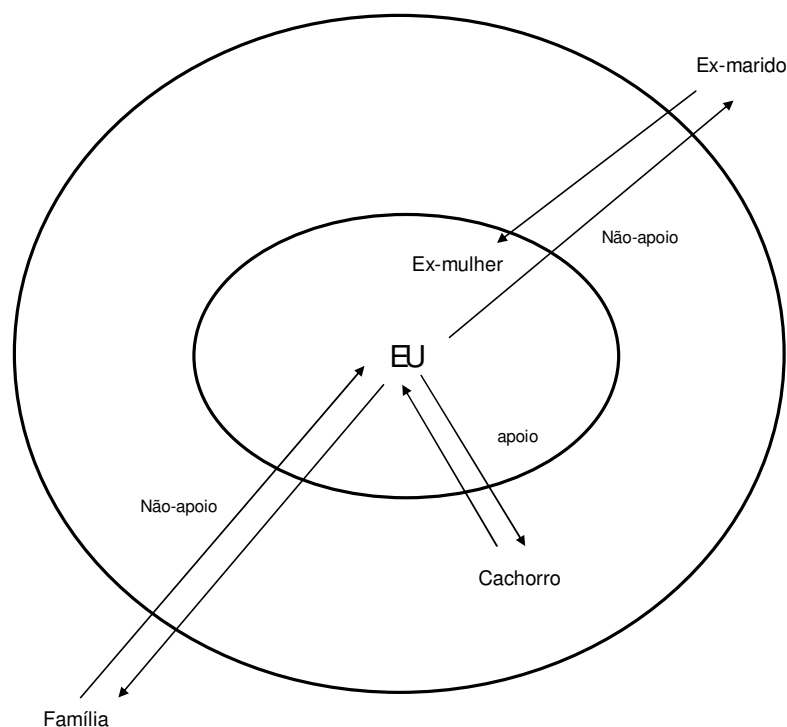 Ex-marido
Não-apoio
Ex-mulher
EU
apoio
Não-apoio
Cachorro
Família